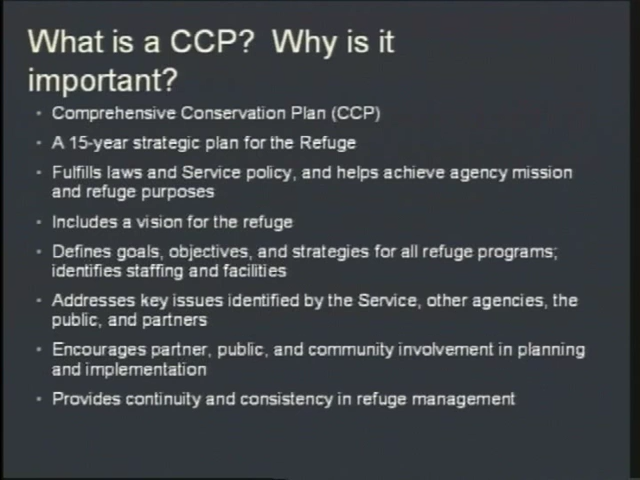 What is a CCP? Why is it
important?
• Comprehensive Conservation Plan (CCP)
• A 15-year strategic plan for the Refuge
• Fulfills laws and Service policy, and helps achieve agency mission
and refuge purposes
• Includes a vision for the refuge
• Defines goals, objectives, and strategies for all refuge programs;
identifies staffing and facilities
• Addresses key issues identified by the Service, other agencies, the
public, and partners
• Encourages partner, public, and community involvement in planning
and implementation
• Provides continuity and consistency in refuge management